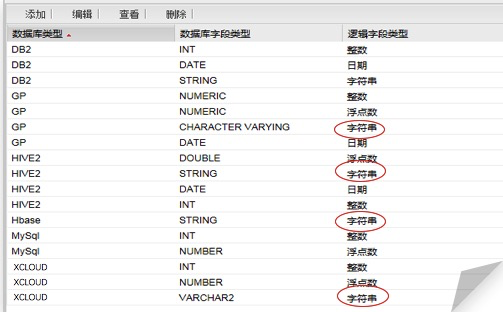 添加 编辑 查看 删除
数据库类型 数据库字段类型 逻辑字段类型
DB2 INT 整数
DB2 DATE 日期
DB2 STRING 字符串
GP NUMERIC 整数
GP NUMERIC 浮点数
GP CHARACTER VARYING 字符串
GP DATE 日期
HIVE2 DOUBLE 浮点数
HIVE2 STRING 字符串
HIVE2 DATE 日期
HIVE2 INT 整数
Hbase STRING 字符串
MySql INT 整数
MySql NUMBER 浮点数
XCLOUD INT 整数
XCLOUD NUMBER 浮点数
XCLOUD VARCHAR2 字符串